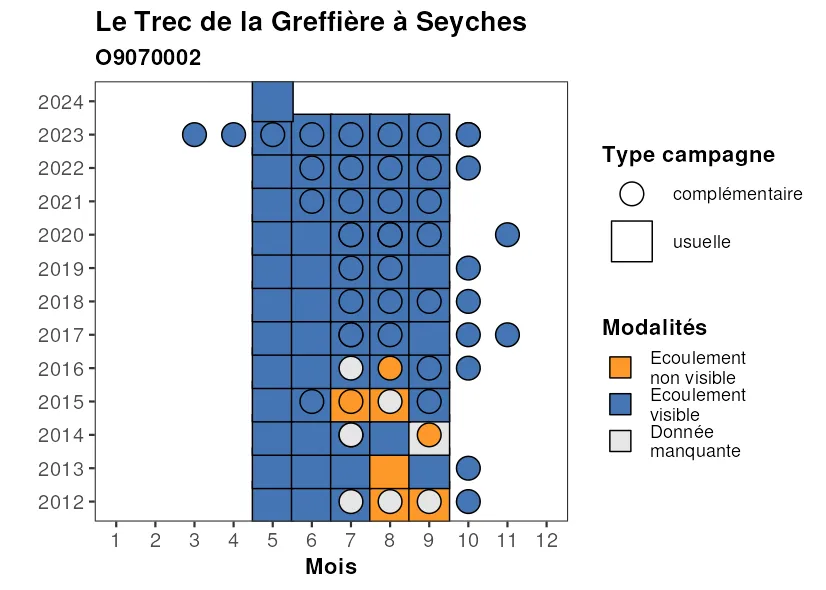 Le Trec de la Greffière à Seyches
O9070002
2024
2023
2022
2021
2020
2019
2018
2017
2016
2015
2014
2013
2012
1 2 3 4 5 6 7 8 9 10 11 12
Mois
Type campagne
complémentaire
usuelle
Modalités
Ecoulement
non visible
Ecoulement
visible
Donnée
manquante